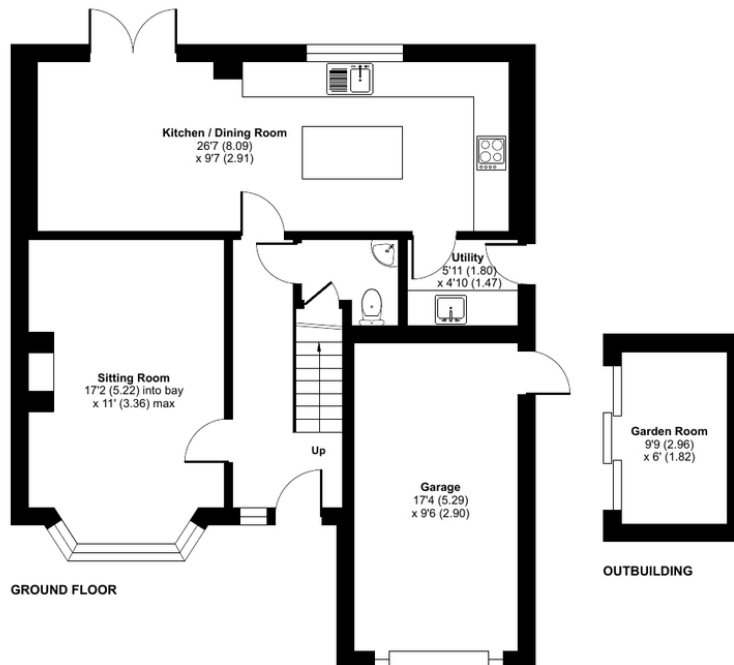 Kitchen / Dining Room
26'7 (8.09)
x 9'7 (2.91)
Utility
5'11 (1.80)
x 4'10 (1.47)
Sitting Room
17'2 (5.22) into bay
x 11' (3.36) max
Up
Garage
17'4 (5.29)
x 9'6 (2.90)
Garden Room
9'9 (2.96)
x 6' (1.82)
GROUND FLOOR
OUTBUILDING